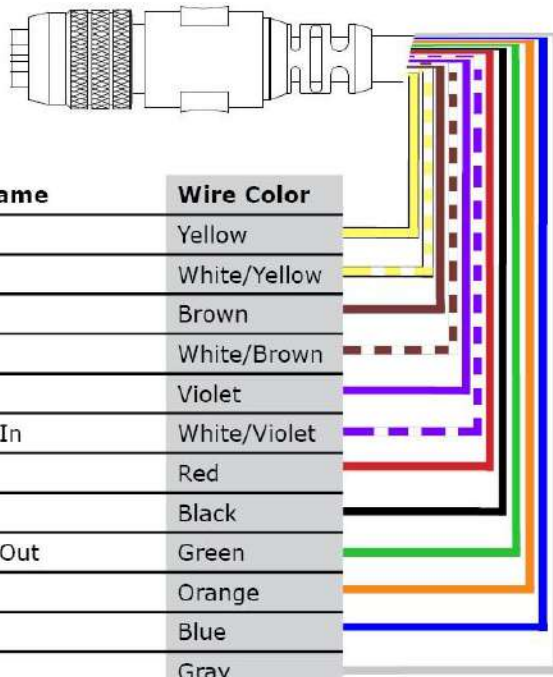 ame Wire Color
Yellow
White/Yellow
Brown
White/Brown
Violet
In White/Violet
Red
Black
Out Green
Orange
Blue
Gray